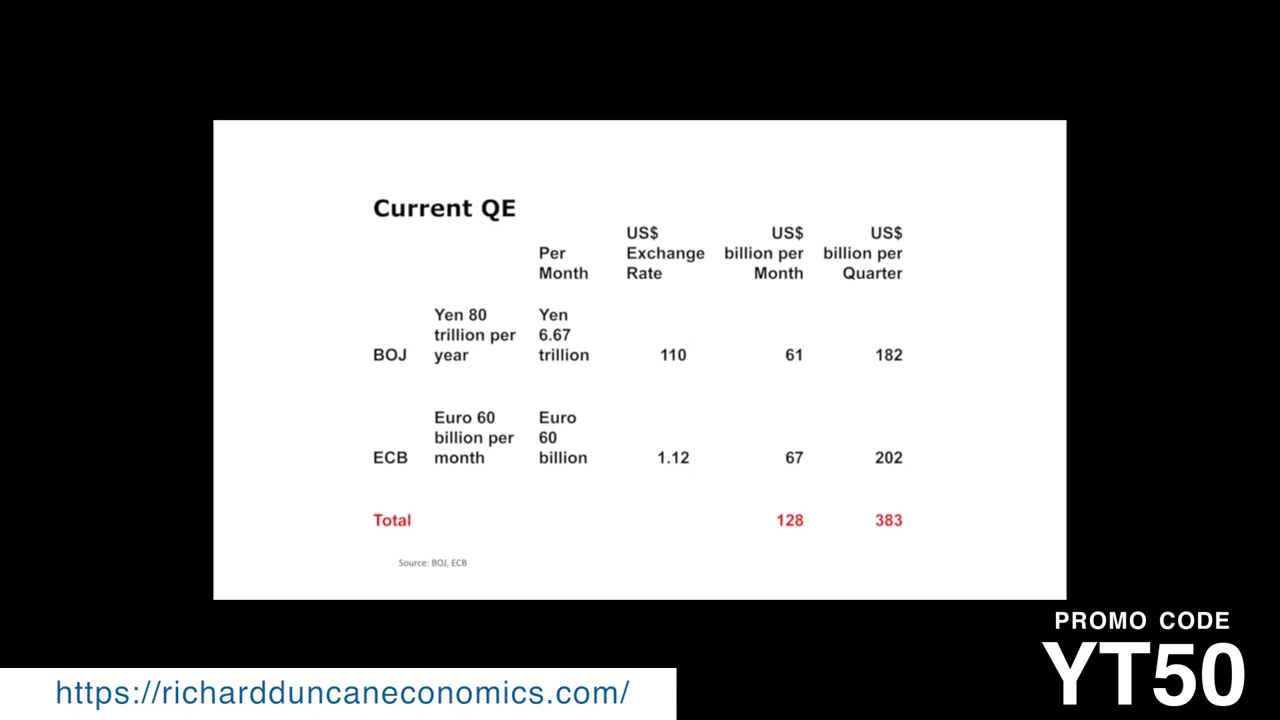 Current QE
US$ US$ US$
Per Exchange billion per billion per
Month Rate Month Quarter
Yen 80 Yen
trillion per 6.67
BOJ year trillion 110 61 182
Euro 60 Euro
billion per 60
ECB month billion 1.12 67 202
Total 128 383
Source: BOJ, ECB
PROMO CODE
YT50
https://richardduncaneconomics.com/